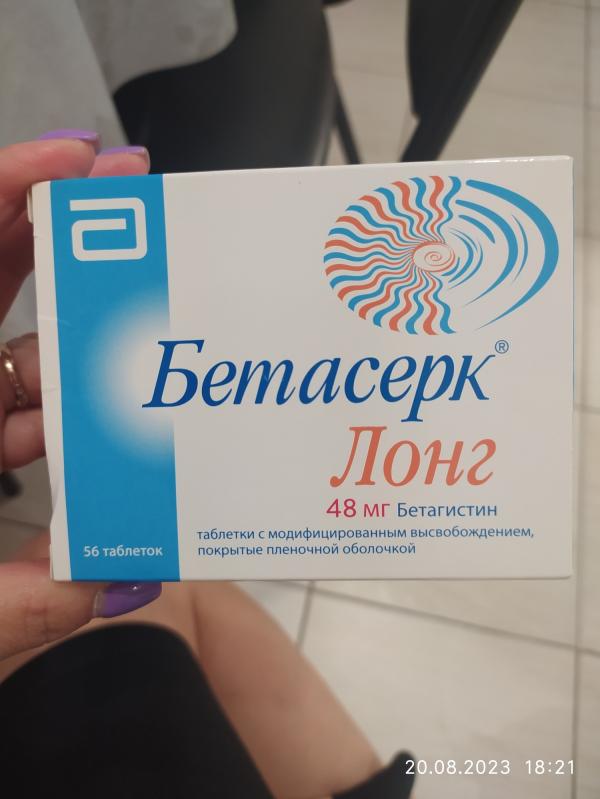 Бетасерк®
Лонг
48 мг Бетагистин
таблетки с модифицированным высвобождением,
покрытые пленочной оболочкой
56 таблеток
20.08.2023 18:21